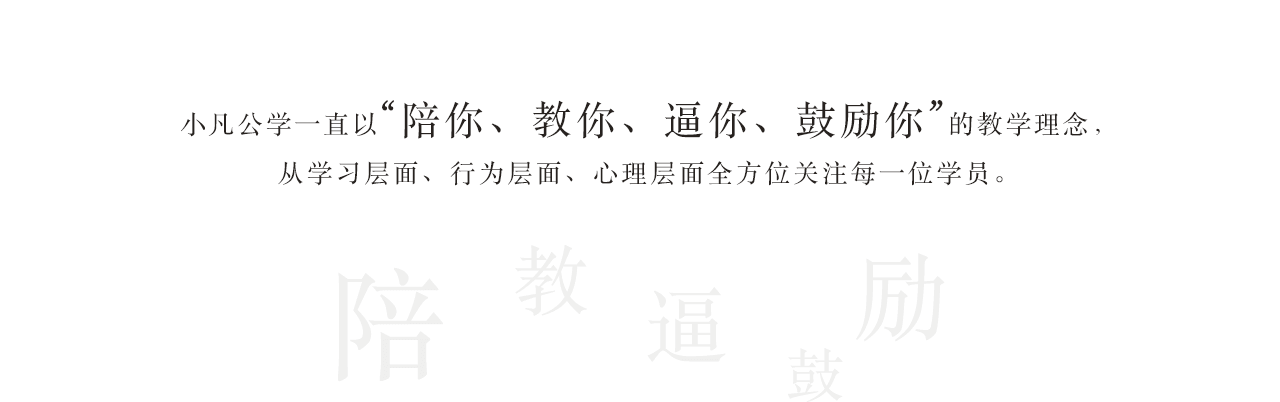 小凡公学一直以“陪你、教你、逼你、鼓励你”的教学理念，
从学习层面、行为层面、心理层面全方位关注每一位学员。
陪
教
逼
鼓
励